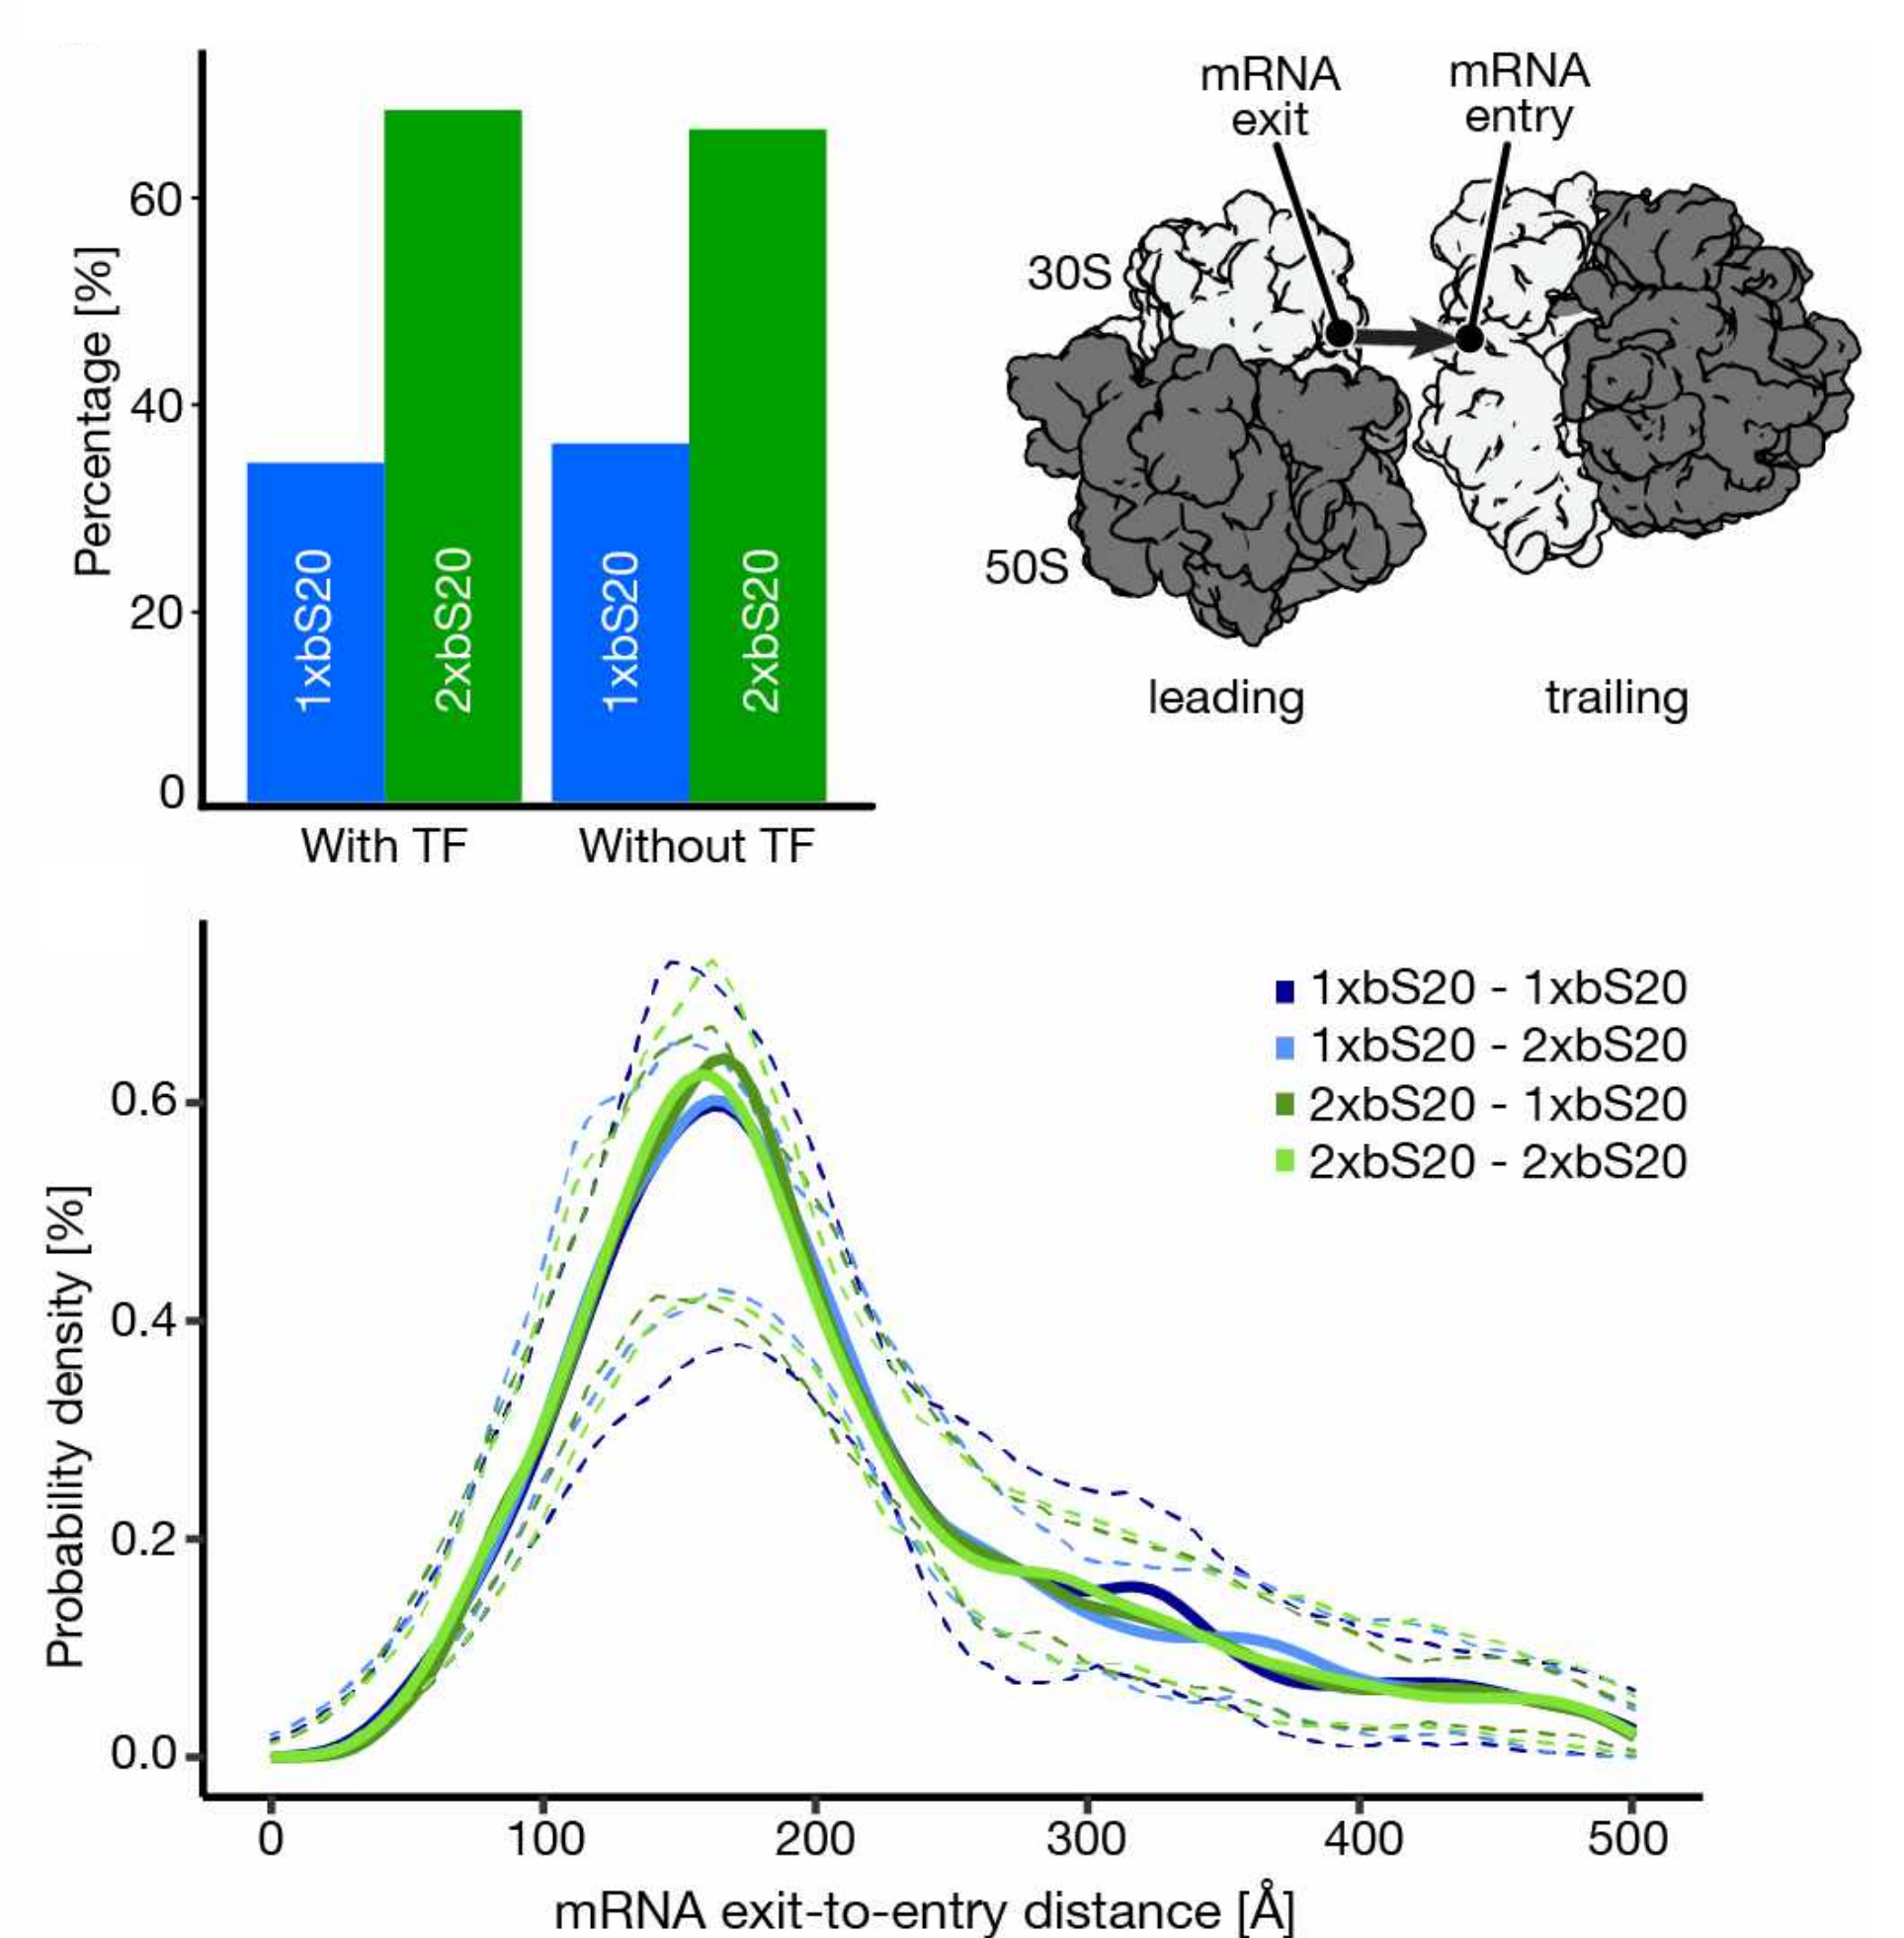 Percentage [%]
60
40
20
0
1xbS20
2xbS20
1xbS20
2xbS20
With TF
Without TF
mRNA
exit
mRNA
entry
30S
50S
leading
trailing
Probability density [%]
0.6
0.4
0.2
0.0
1xbS20 - 1xbS20
1xbS20 - 2xbS20
2xbS20 - 1xbS20
2xbS20 - 2xbS20
0
100
200
300
400
500
mRNA exit-to-entry distance [Å]